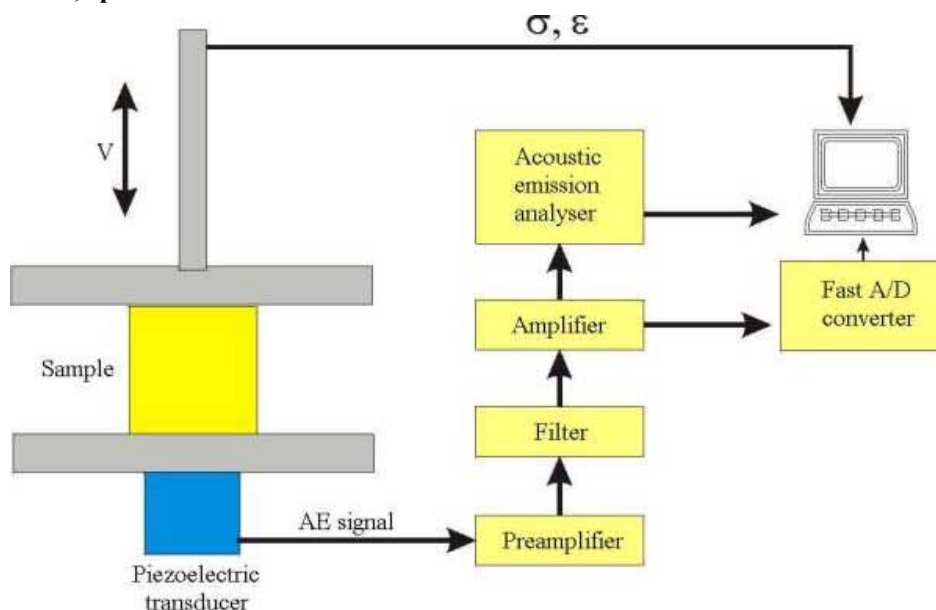 σ, ε
V
Acoustic
emission
analyser
Fast A/D
converter
Amplifier
Sample
Filter
AE signal
Preamplifier
Piezoelectric
transducer